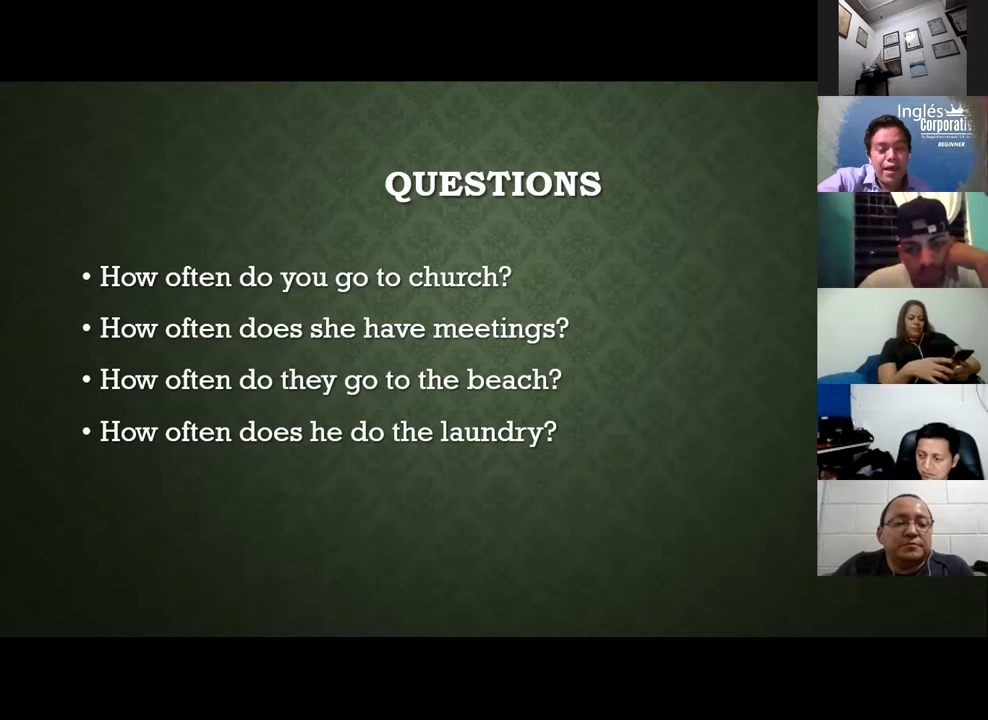 QUESTIONS
• How often do you go to church?
• How often does she have meetings?
• How often do they go to the beach?
• How often does he do the laundry?
Inglés
BEGINNER